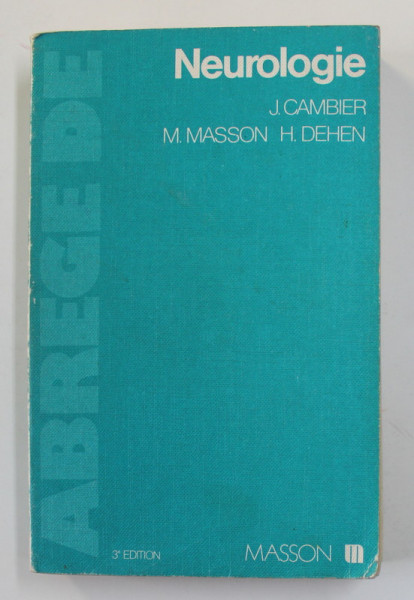 ABREGE DE
Neurologie
J. CAMBIER
M. MASSON H. DEHEN
3e EDITION
MASSON m